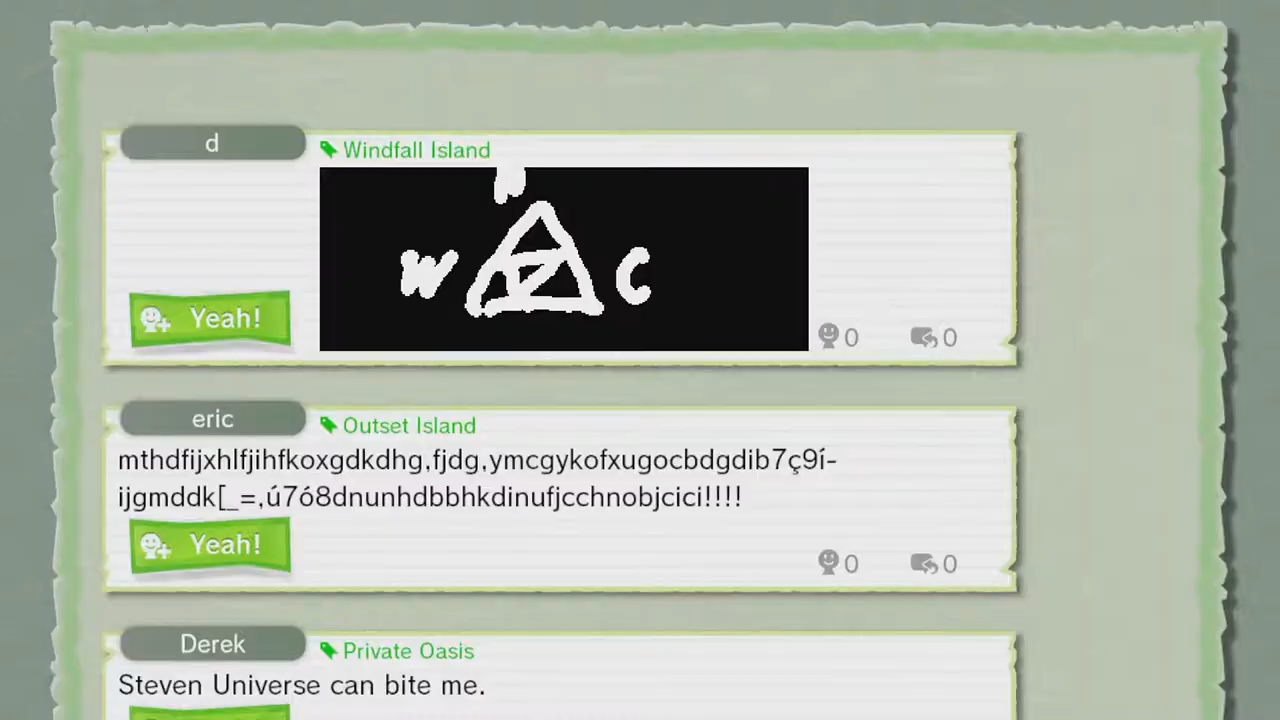 d
Windfall Island
W C
Yeah!
0
0
eric
Outset Island
mthdfijxhlfjihfkoxgdkdhg,fjdg,ymcgykofxugocbdgdib7ç9í-
ijgmddk[_=,ú7ó8dnunhdbbhkdinufjcchnobjcici!!!!
Yeah!
0
0
Derek
Private Oasis
Steven Universe can bite me.